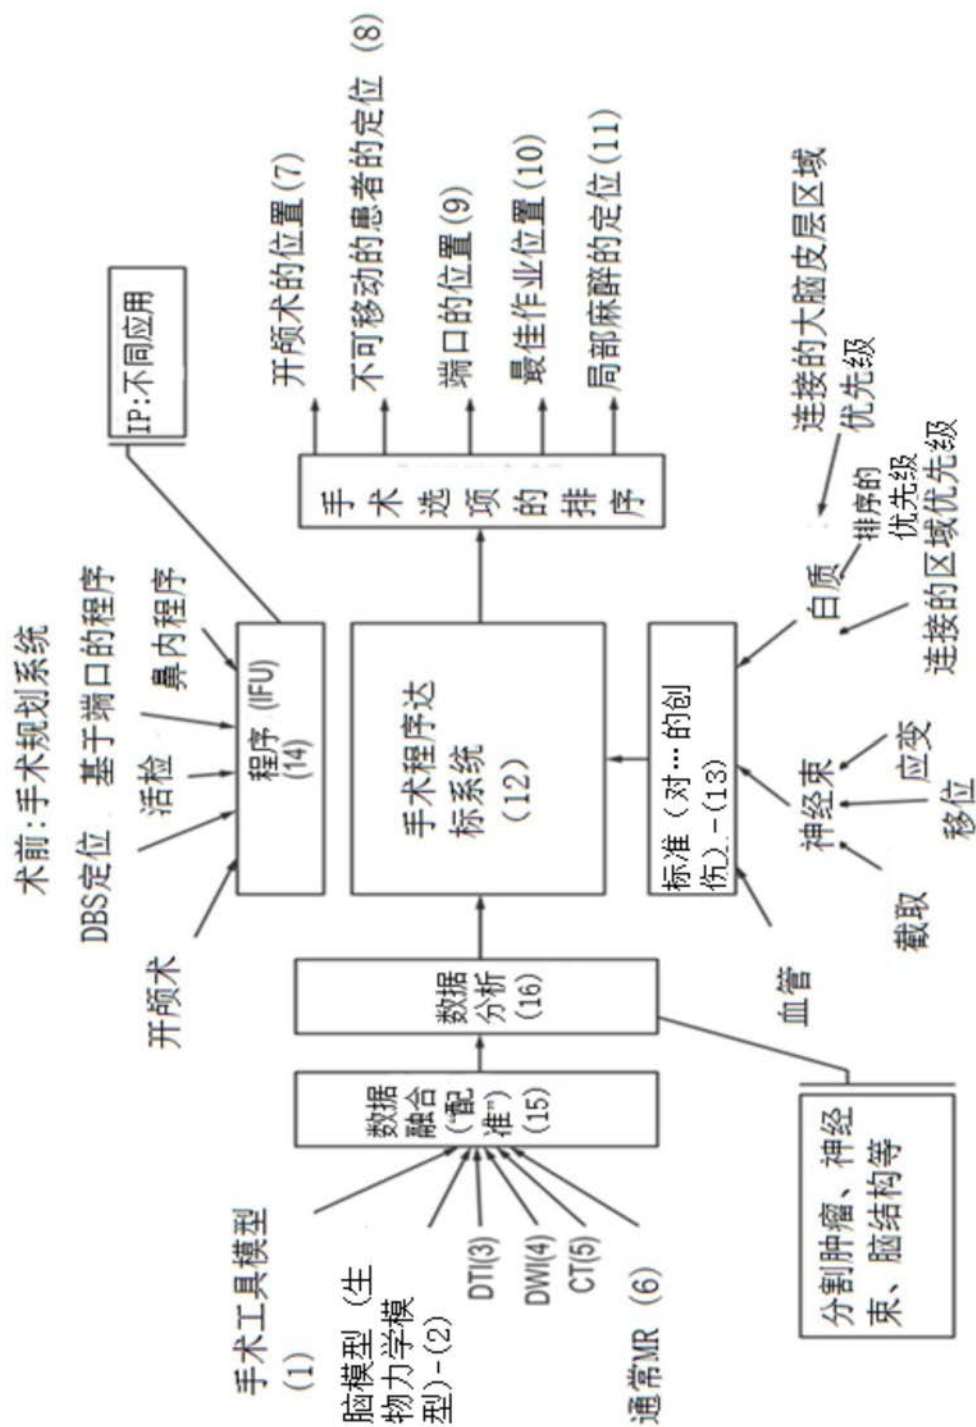 术前:手术规划系统
DBS定位
基于端口的程序
活检
鼻内程序
开颅术
程序 (IFU)
(14)
IP:不同应用
手术工具模型
(1)
脑模型 (生
物力学模
型)-(2)
DTI(3)
DWI(4)
CT(5)
通常MR (6)
数据
融合
("配
准")
(15)
数据
分析
(16)
手术程序达
标系统
(12)
手术选项的排序
开颅术的位置(7)
不可移动的患者的定位 (8)
端口的位置(9)
最佳作业位置(10)
局部麻醉的定位(11)
标准 (对…的创
伤)-(13)
血管
神经束
白质
截取
移位
应变
排序的
优先级
连接的区域优先级
连接的大脑皮层区域
优先级
分割肿瘤、神经
束、脑结构等